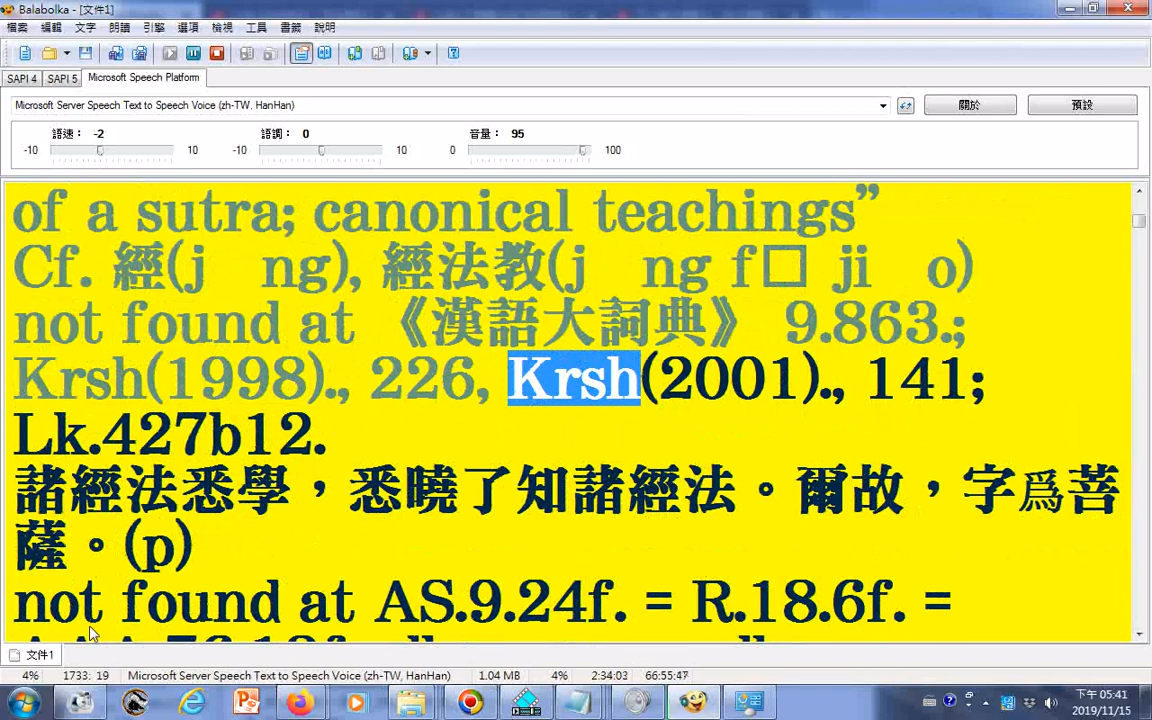 Balabolka - [文件1]
檔案 編輯 文字 朗讀 引擎 選項 檢視 工具 書籤 說明
SAPI 4 SAPI 5 Microsoft Speech Platform
Microsoft Server Speech Text to Speech Voice (zh-TW, HanHan) 關於 預設
語速： -2 語調： 0 音量： 95
-10 10 -10 10 0 100
of a sutra; canonical teachings”
Cf. 經(j ng), 經法教(j ng f□ ji o)
not found at 《漢語大詞典》 9.863.;
Krsh(1998)., 226, Krsh(2001)., 141;
Lk.427b12.
諸經法悉學，悉曉了知諸經法。爾故，字爲菩
薩。(p)
not found at AS.9.24f. = R.18.6f. =
文件1
4% 1733: 19 Microsoft Server Speech Text to Speech Voice (zh-TW, HanHan) 1.04 MB 4% 2:34:03 66:55:47
下午 05:41
2019/11/15